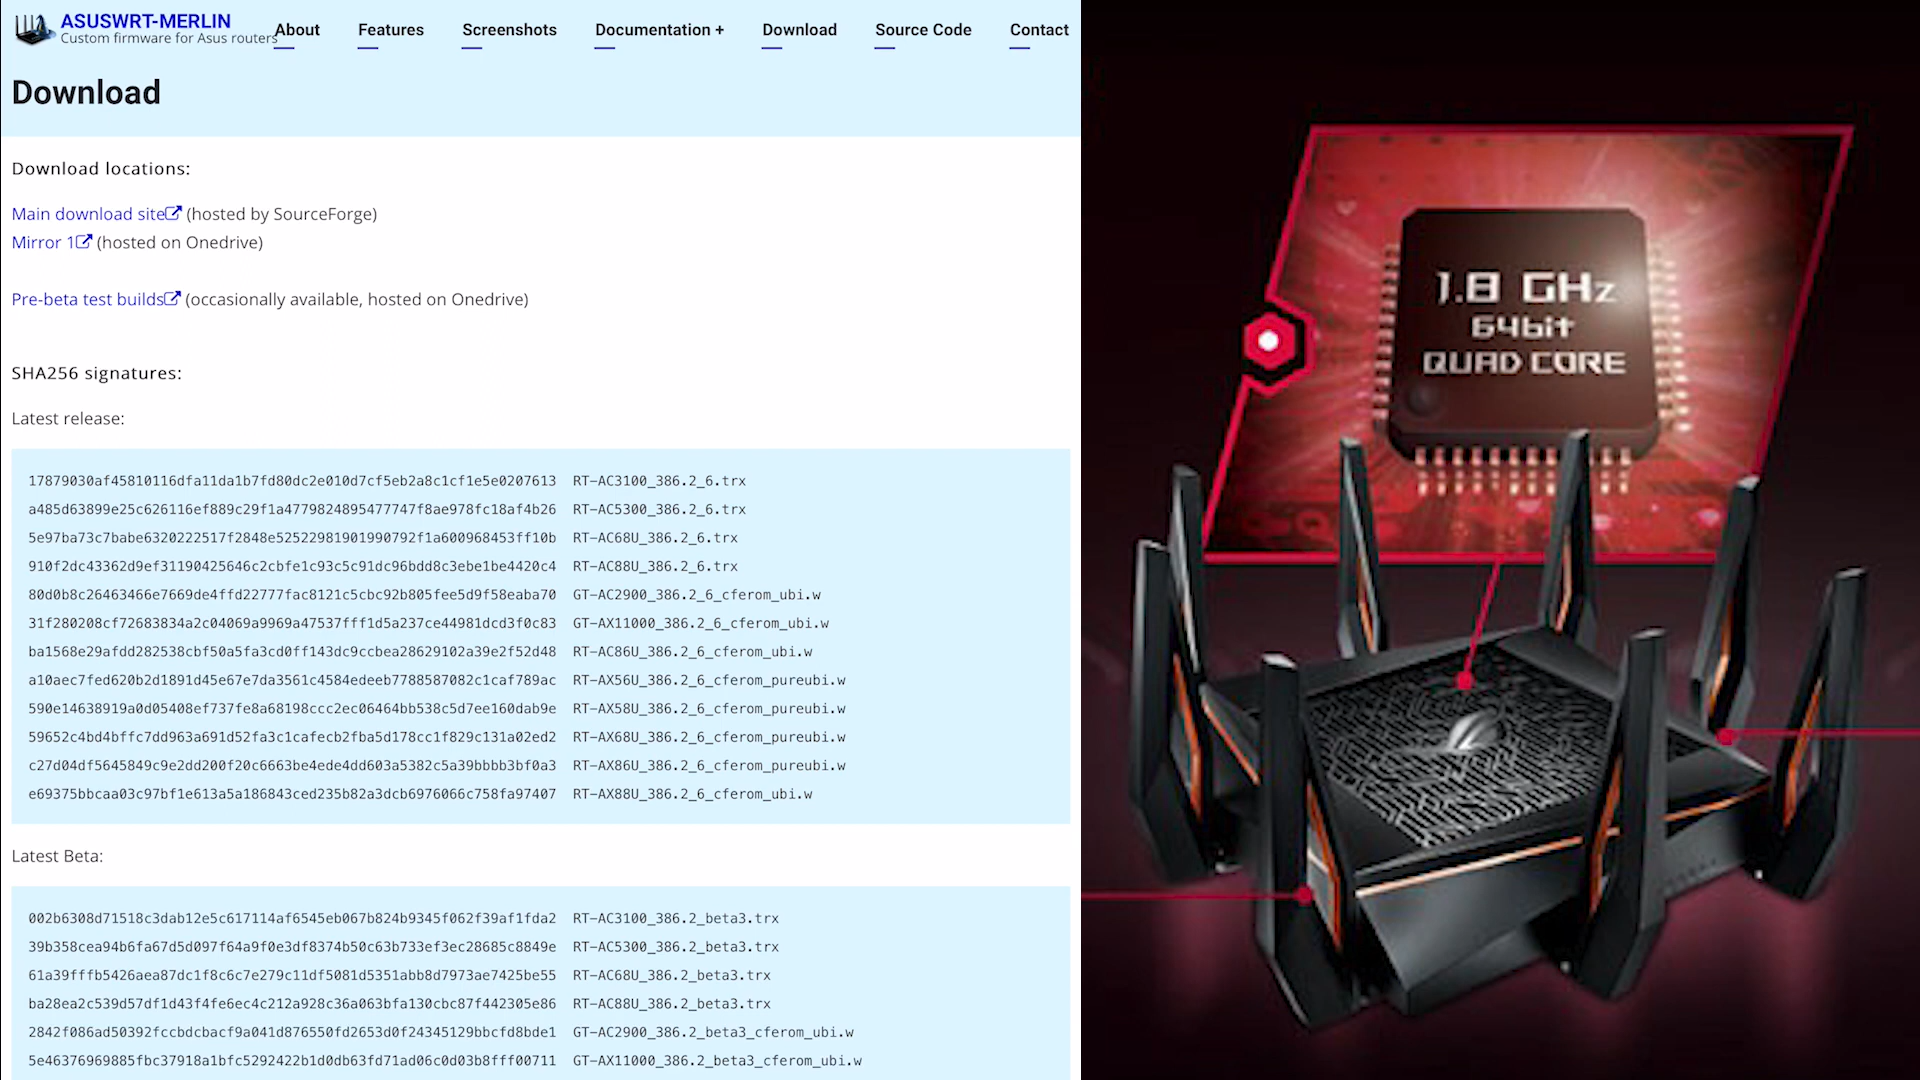 ASUSWRT-MERLIN
Custom firmware for Asus routers
About
Features
Screenshots
Documentation +
Download
Source Code
Contact
Download
Download locations:
Main download site (hosted by SourceForge)
Mirror 1 (hosted on Onedrive)
Pre-beta test builds (occasionally available, hosted on Onedrive)
SHA256 signatures:
Latest release:
17879030af45810116dfa11da1b7fd80dc2e010d7cf5eb2a8c1cf1e5e0207613 RT-AC3100_386.2_6.trx
a485d63899e25c626116ef889c29f1a4779824895477747f8ae978fc18af4b26 RT-AC5300_386.2_6.trx
5e97ba73c7babe6320222517f2848e52522981901990792f1a600968453ff10b RT-AC68U_386.2_6.trx
910f2dc43362d9ef31190425646c2cbfe1c93c5c91dc96bdd8c3ebe1be4420c4 RT-AC88U_386.2_6.trx
80d0b8c26463466e7669de4ffd22777fac8121c5cbc92b805fee5d9f58eaba70 GT-AC2900_386.2_6_cferom_ubi.w
31f280208cf72683834a2c04069a9969a47537fff1d5a237ce44981dcd3f0c83 GT-AX11000_386.2_6_cferom_ubi.w
ba1568e29afdd282538cbf50a5fa3cd0ff143dc9ccbea28629102a39e2f52d48 RT-AC86U_386.2_6_cferom_ubi.w
a10aec7fed620b2d1891d45e67e7da3561c4584edeeb7788587082c1caf789ac RT-AX56U_386.2_6_cferom_pureubi.w
590e14638919a0d05408ef737fe8a68198ccc2ec06464bb538c5d7ee160dab9e RT-AX58U_386.2_6_cferom_pureubi.w
59652c4bd4bffc7dd963a691d52fa3c1cafecb2fba5d178cc1f829c131a02ed2 RT-AX68U_386.2_6_cferom_pureubi.w
c27d04df5645849c9e2dd200f20c6663be4ede4dd603a5382c5a39bbbb3bf0a3 RT-AX86U_386.2_6_cferom_pureubi.w
e69375bbcaa03c97bf1e613a5a186843ced235b82a3dcb6976066c758fa97407 RT-AX88U_386.2_6_cferom_ubi.w
Latest Beta:
002b6308d71518c3dab12e5c617114af6545eb067b824b9345f062f39af1fda2 RT-AC3100_386.2_beta3.trx
39b358cea94b6fa67d5d097f64a9f0e3df8374b50c63b733ef3ec28685c8849e RT-AC5300_386.2_beta3.trx
61a39fffb5426aea87dc1f8c6c7e279c11df5081d5351abb8d7973ae7425be55 RT-AC68U_386.2_beta3.trx
ba28ea2c539d57df1d43f4fe6ec4c212a928c36a063bfa130cbc87f442305e86 RT-AC88U_386.2_beta3.trx
2842f086ad50392fccbdcbacf9a041d876550fd2653d0f24345129bbcfd8bde1 GT-AC2900_386.2_beta3_cferom_ubi.w
5e46376969885fbc37918a1bfc5292422b1d0db63fd71ad06c0d03b8fff00711 GT-AX11000_386.2_beta3_cferom_ubi.w
1.8 GHz
64bit
QUAD CORE